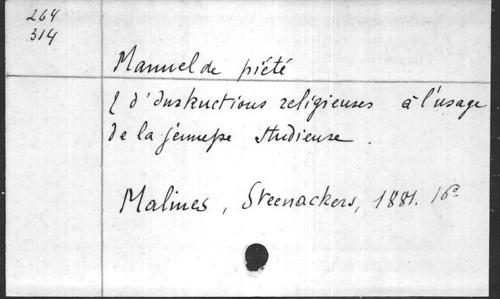 264
314
Manuel de piété
& d'Instructions religieuses à l'usage
de la jeunesse studieuse.
Malines, Steenackers, 1881. 16°